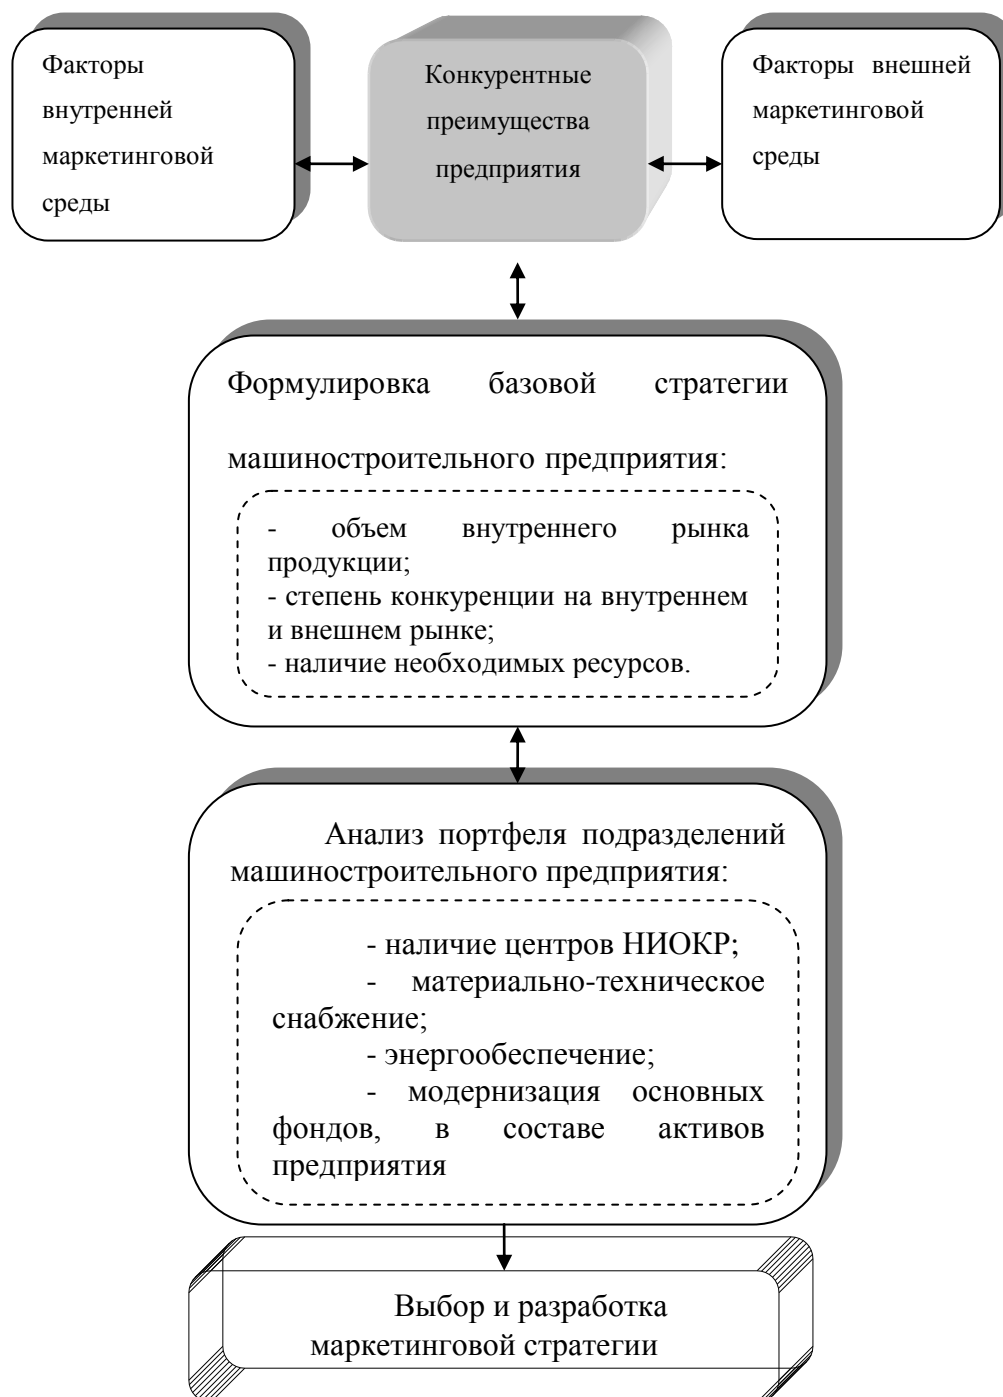 Факторы
внутренней
маркетинговой
среды
Конкурентные
преимущества
предприятия
Факторы внешней
маркетинговой
среды
Формулировка базовой стратегии
машиностроительного предприятия:
- объем внутреннего рынка
продукции;
- степень конкуренции на внутреннем
и внешнем рынке;
- наличие необходимых ресурсов.
Анализ портфеля подразделений
машиностроительного предприятия:
- наличие центров НИОКР;
- материально-техническое
снабжение;
- энергообеспечение;
- модернизация основных
фондов, в составе активов
предприятия
Выбор и разработка
маркетинговой стратегии